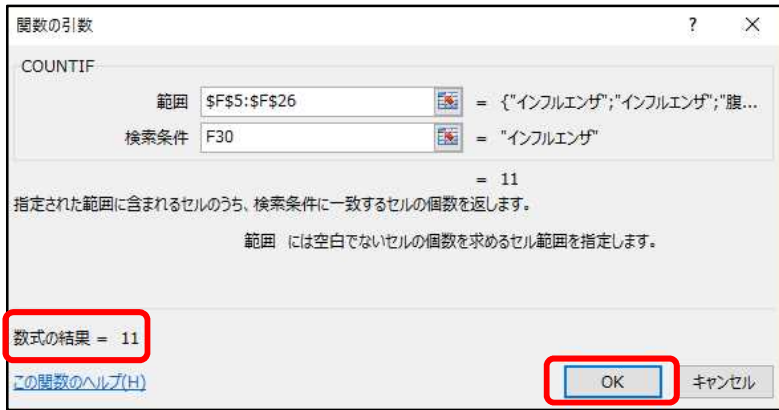 関数の引数 ? ×
COUNTIF
範囲 $F$5:$F$26 = {"インフルエンザ";"インフルエンザ";"腹...
検索条件 F30 = "インフルエンザ"
= 11
指定された範囲に含まれるセルのうち、検索条件に一致するセルの個数を返します。
範囲 には空白でないセルの個数を求めるセル範囲を指定します。
数式の結果 = 11
この関数のヘルプ(H) OK キャンセル